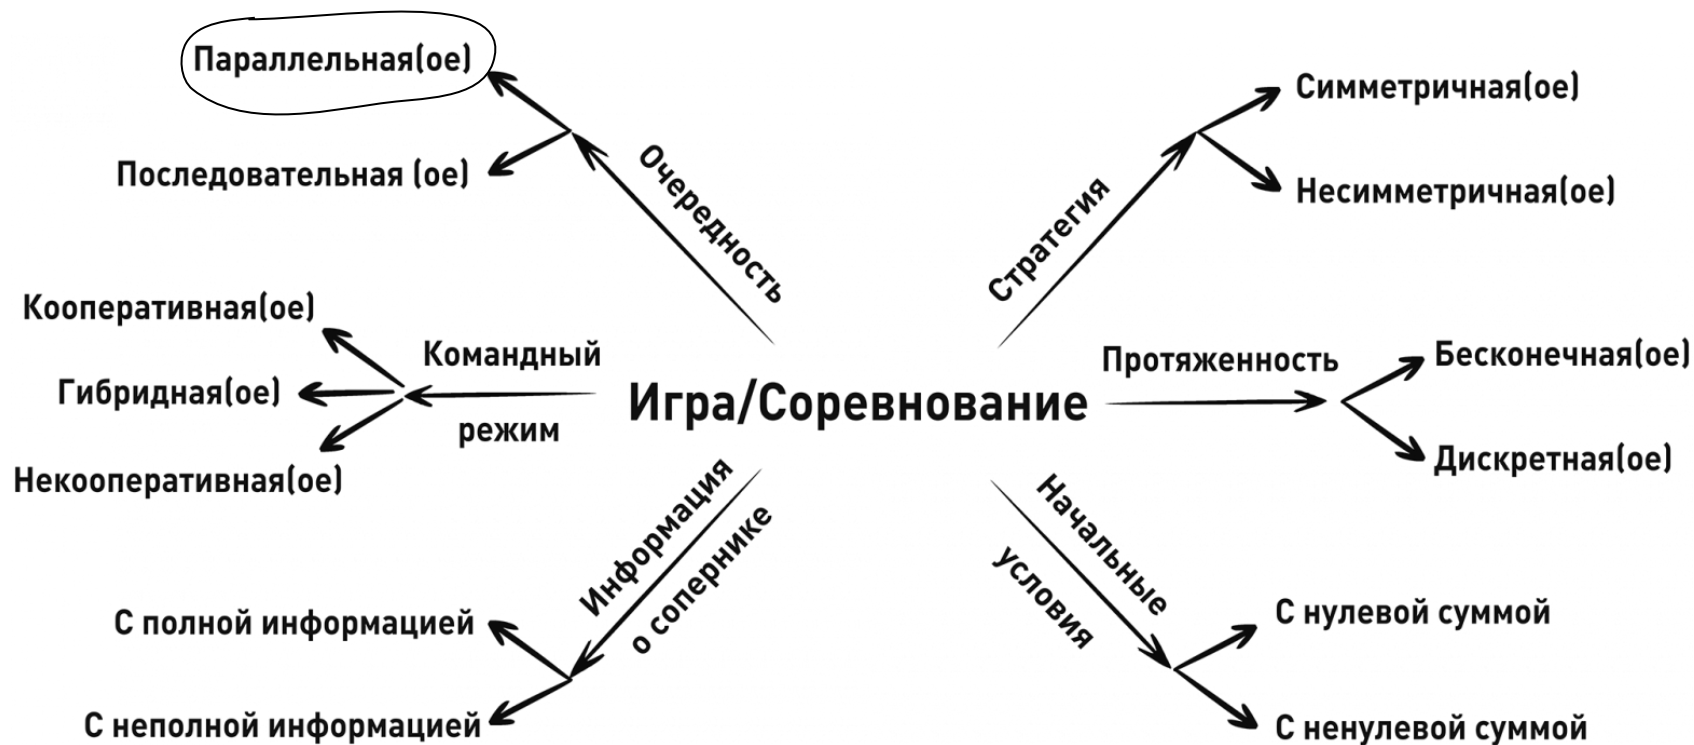 Параллельная(ое)
Последовательная (ое)
Очередность
Стратегия
Симметричная(ое)
Несимметричная(ое)
Кооперативная(ое)
Гибридная(ое)
Некооперативная(ое)
Командный
режим
Игра/Соревнование
Протяженность
Бесконечная(ое)
Дискретная(ое)
Информация
о сопернике
С полной информацией
С неполной информацией
Начальные
условия
С нулевой суммой
С ненулевой суммой